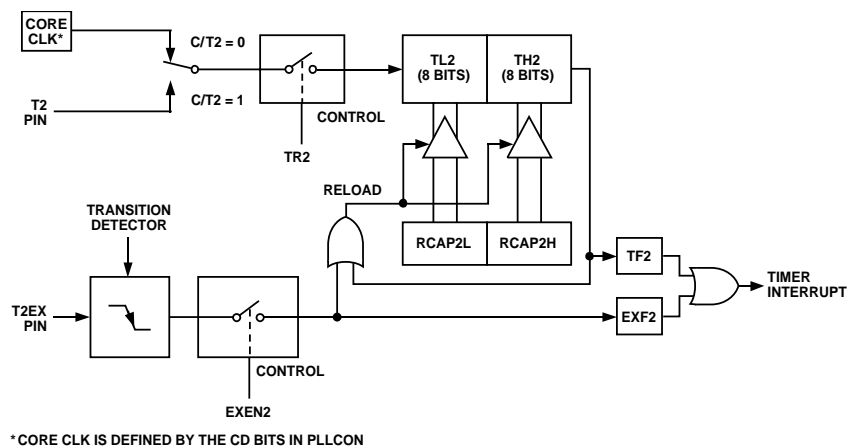 CORE
CLK*
C/T2 = 0
C/T2 = 1
T2
PIN
CONTROL
TR2
TL2
(8 BITS)
TH2
(8 BITS)
RELOAD
RCAP2L
RCAP2H
TRANSITION
DETECTOR
T2EX
PIN
CONTROL
EXEN2
TF2
EXF2
TIMER
INTERRUPT
*CORE CLK IS DEFINED BY THE CD BITS IN PLLCON